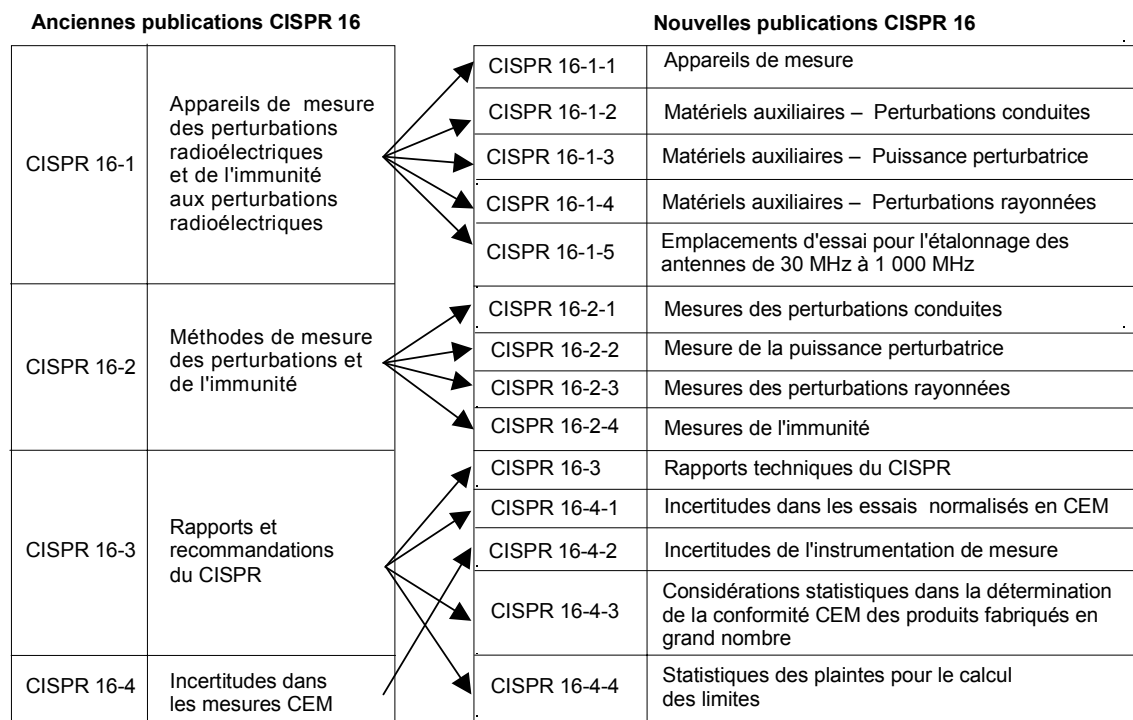 Anciennes publications CISPR 16
Nouvelles publications CISPR 16
CISPR 16-1
Appareils de mesure
des perturbations
radioélectriques
et de l'immunité
aux perturbations
radioélectriques
CISPR 16-2
Méthodes de mesure
des perturbations et
de l'immunité
CISPR 16-3
Rapports et
recommandations
du CISPR
CISPR 16-4
Incertitudes dans
les mesures CEM
CISPR 16-1-1 Appareils de mesure
CISPR 16-1-2 Matériels auxiliaires – Perturbations conduites
CISPR 16-1-3 Matériels auxiliaires – Puissance perturbatrice
CISPR 16-1-4 Matériels auxiliaires – Perturbations rayonnées
CISPR 16-1-5
Emplacements d'essai pour l'étalonnage des
antennes de 30 MHz à 1 000 MHz
CISPR 16-2-1 Mesures des perturbations conduites
CISPR 16-2-2 Mesure de la puissance perturbatrice
CISPR 16-2-3 Mesures des perturbations rayonnées
CISPR 16-2-4 Mesures de l'immunité
CISPR 16-3 Rapports techniques du CISPR
CISPR 16-4-1 Incertitudes dans les essais normalisés en CEM
CISPR 16-4-2 Incertitudes de l'instrumentation de mesure
CISPR 16-4-3
Considérations statistiques dans la détermination
de la conformité CEM des produits fabriqués en
grand nombre
CISPR 16-4-4
Statistiques des plaintes pour le calcul
des limites